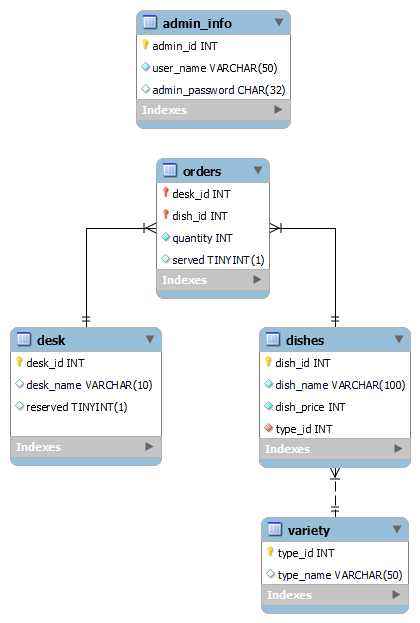 admin_info
admin_id INT
user_name VARCHAR(50)
admin_password CHAR(32)
Indexes
orders
desk_id INT
dish_id INT
quantity INT
served TINYINT(1)
Indexes
desk
desk_id INT
desk_name VARCHAR(10)
reserved TINYINT(1)
Indexes
dishes
dish_id INT
dish_name VARCHAR(100)
dish_price INT
type_id INT
Indexes
variety
type_id INT
type_name VARCHAR(50)
Indexes